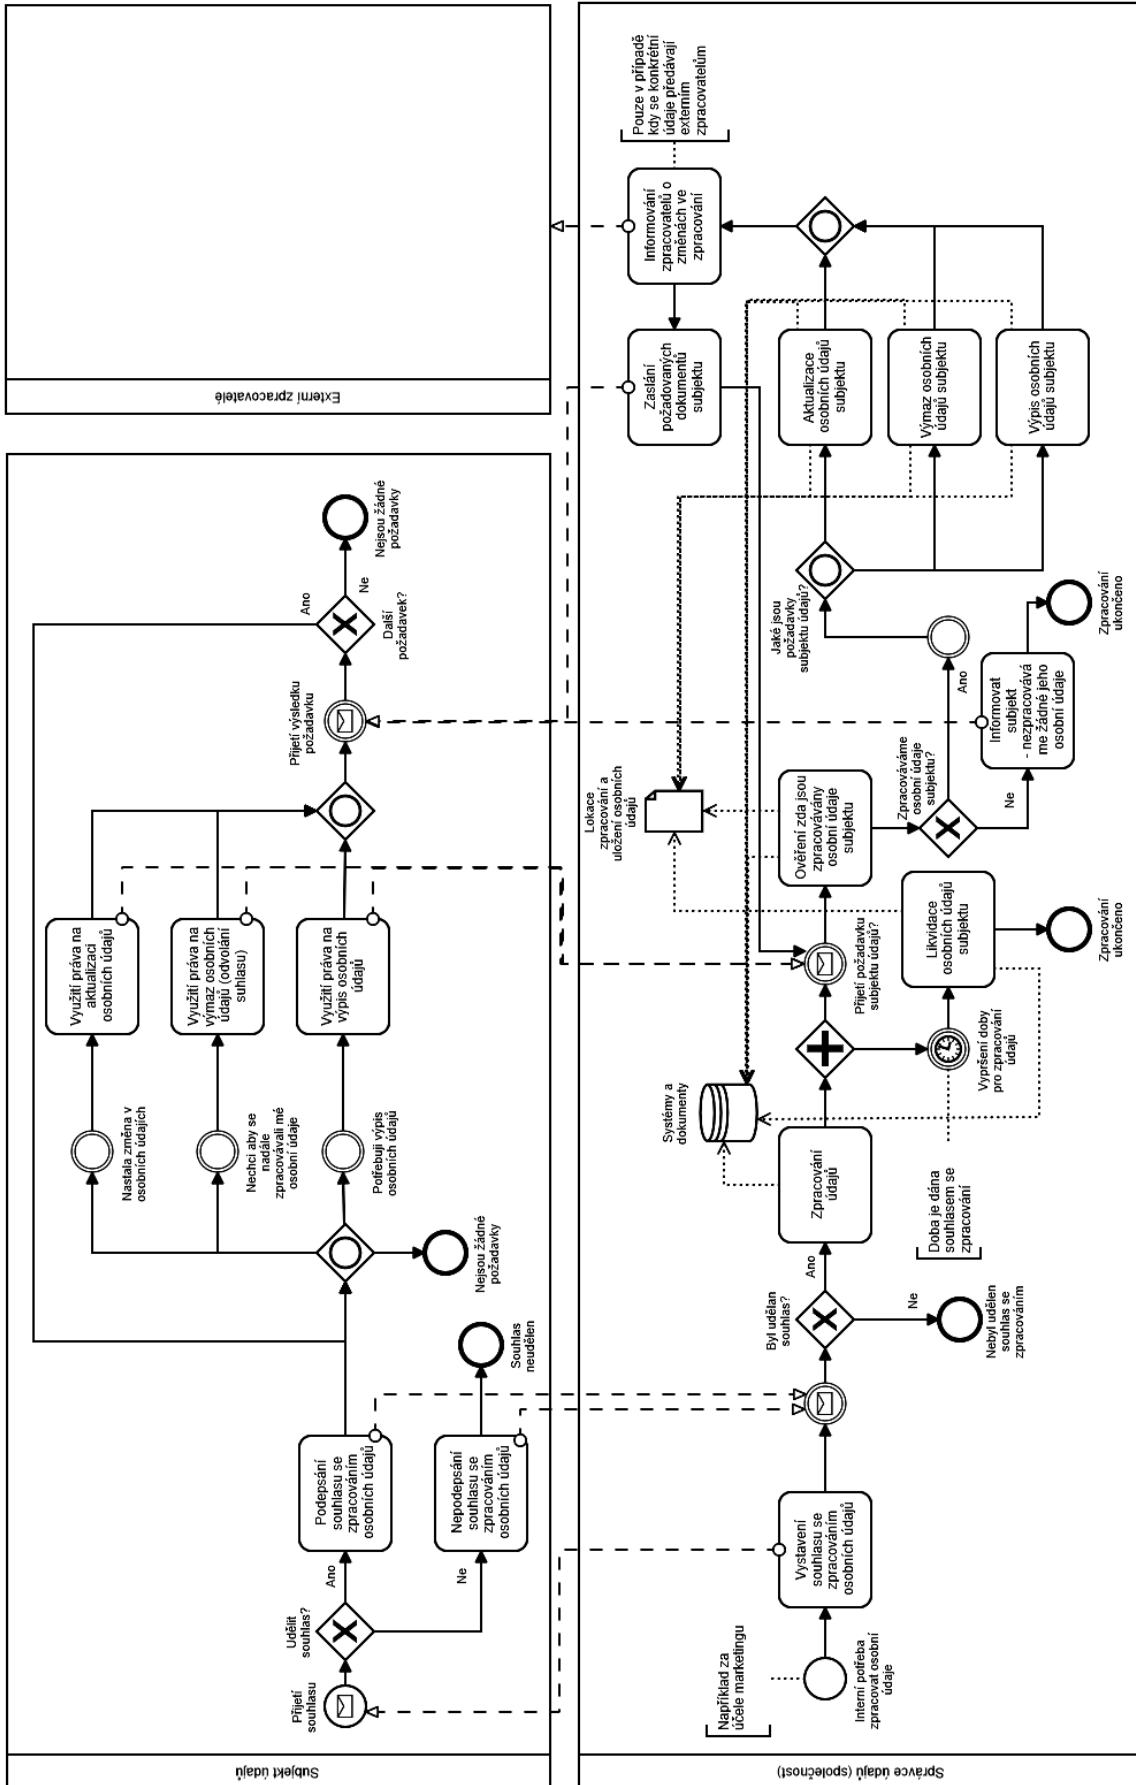 Subjekt údajů
Přijetí
souhlasu
Udělit
souhlas?
Ano
Ne
Podepsání
souhlasu se
zpracováním
osobních údajů
Nepodepsání
souhlasu se
zpracováním
osobních údajů
Souhlas
neudělen
Nejsou žádné
požadavky
Nastala změna v
osobních údajích
Nechci aby se
nadále
zpracovávali mé
osobní údaje
Potřebuji výpis
osobních údajů
Využití práva na
aktualizaci
osobních údajů
Využití práva na
výmaz osobních
údajů (odvolání
suhlasu)
Využití práva na
výpis osobních
údajů
Přijetí výsledku
požadavku
Další
požadavek?
Ano
Ne
Nejsou žádné
požadavky
Externí zpracovatelé
Správce údajů (společnost)
Například za
účele marketingu
Interní potřeba
zpracovat osobní
údaje
Vystavení
souhlasu se
zpracováním
osobních údajů
Byl udělan
souhlas?
Ano
Ne
Nebyl udělen
souhlas se
zpracováním
Zpracování
údajů
Systémy a
dokumenty
Doba je dána
souhlasem se
zpracování
Vypršení doby
pro zpracování
údajů
Přijetí požadavku
subjektu údajů?
Likvidace
osobních údajů
subjektu
Zpracování
ukončeno
Lokace
zpracování a
uložení osobních
údajů
Ověření zda jsou
zpracovávány
osobní údaje
subjektu
Zpracováváme
osobní údaje
subjektu?
Ano
Ne
Informovat
subjekt
- nezpracovává
me žádné jeho
osobní údaje
Zpracování
ukončeno
Jaké jsou
požadavky
subjektu údajů?
Aktualizace
osobních údajů
subjektu
Výmaz osobních
údajů subjektu
Výpis osobních
údajů subjektu
Zaslání
požadovaných
dokumentů
subjektu
Informování
zpracovatelů o
změnách ve
zpracování
Pouze v případě
kdy se konkrétní
údaje předávají
externím
zpracovatelům